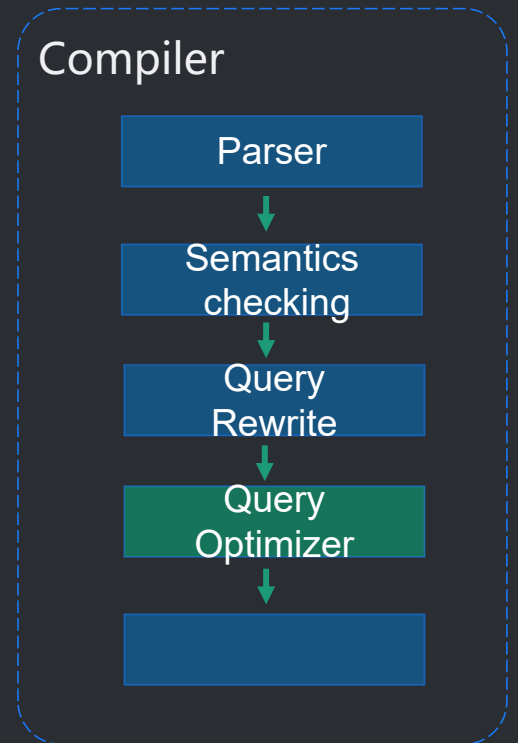 Compiler
Parser
Semantics
checking
Query
Rewrite
Query
Optimizer